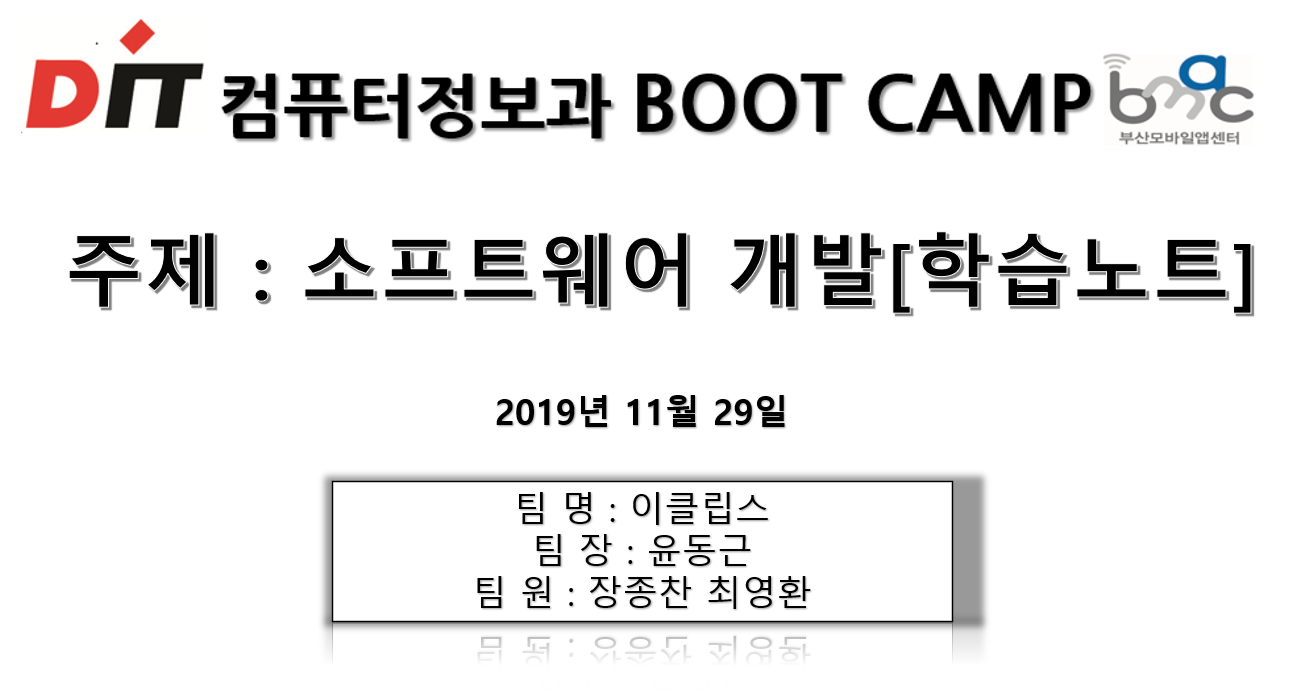 DIT 컴퓨터정보과 BOOT CAMP bmac
부산모바일앱센터
주제 : 소프트웨어 개발[학습노트]
2019년 11월 29일
팀 명 : 이클립스
팀 장 : 윤동근
팀 원 : 장종찬 최영환